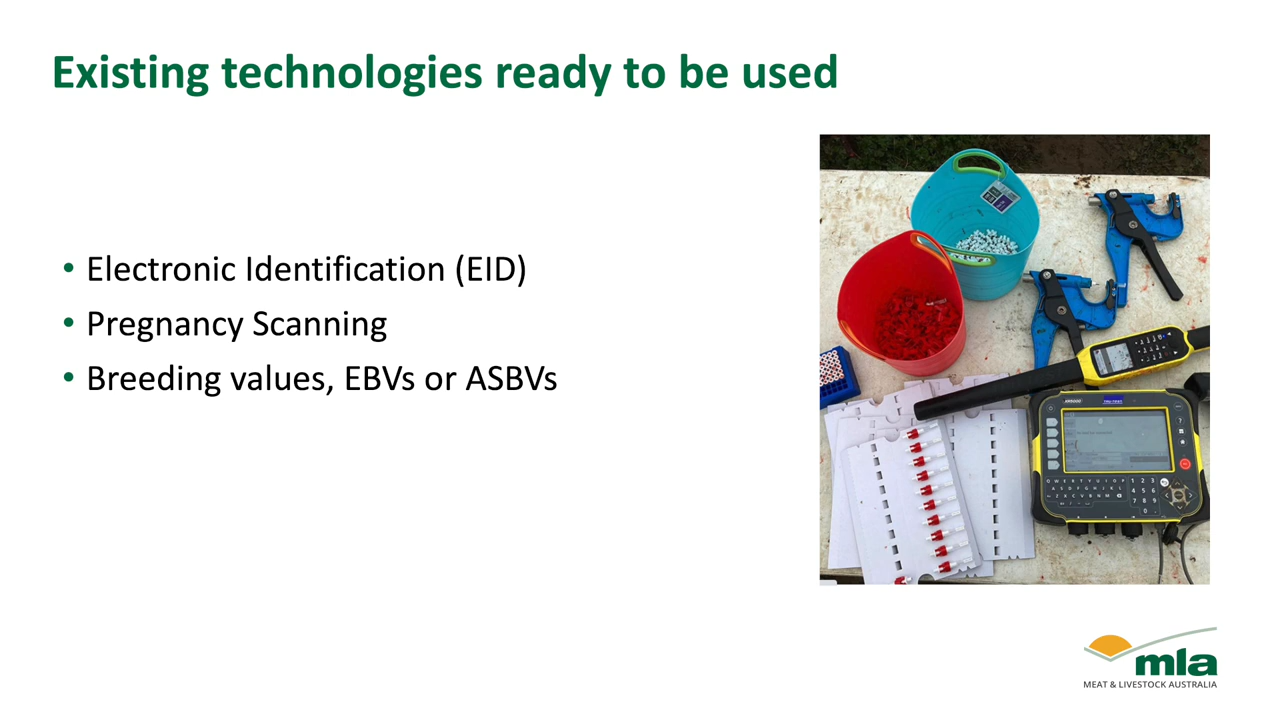 Existing technologies ready to be used
• Electronic Identification (EID)
• Pregnancy Scanning
• Breeding values, EBVs or ASBVs
mla
MEAT & LIVESTOCK AUSTRALIA